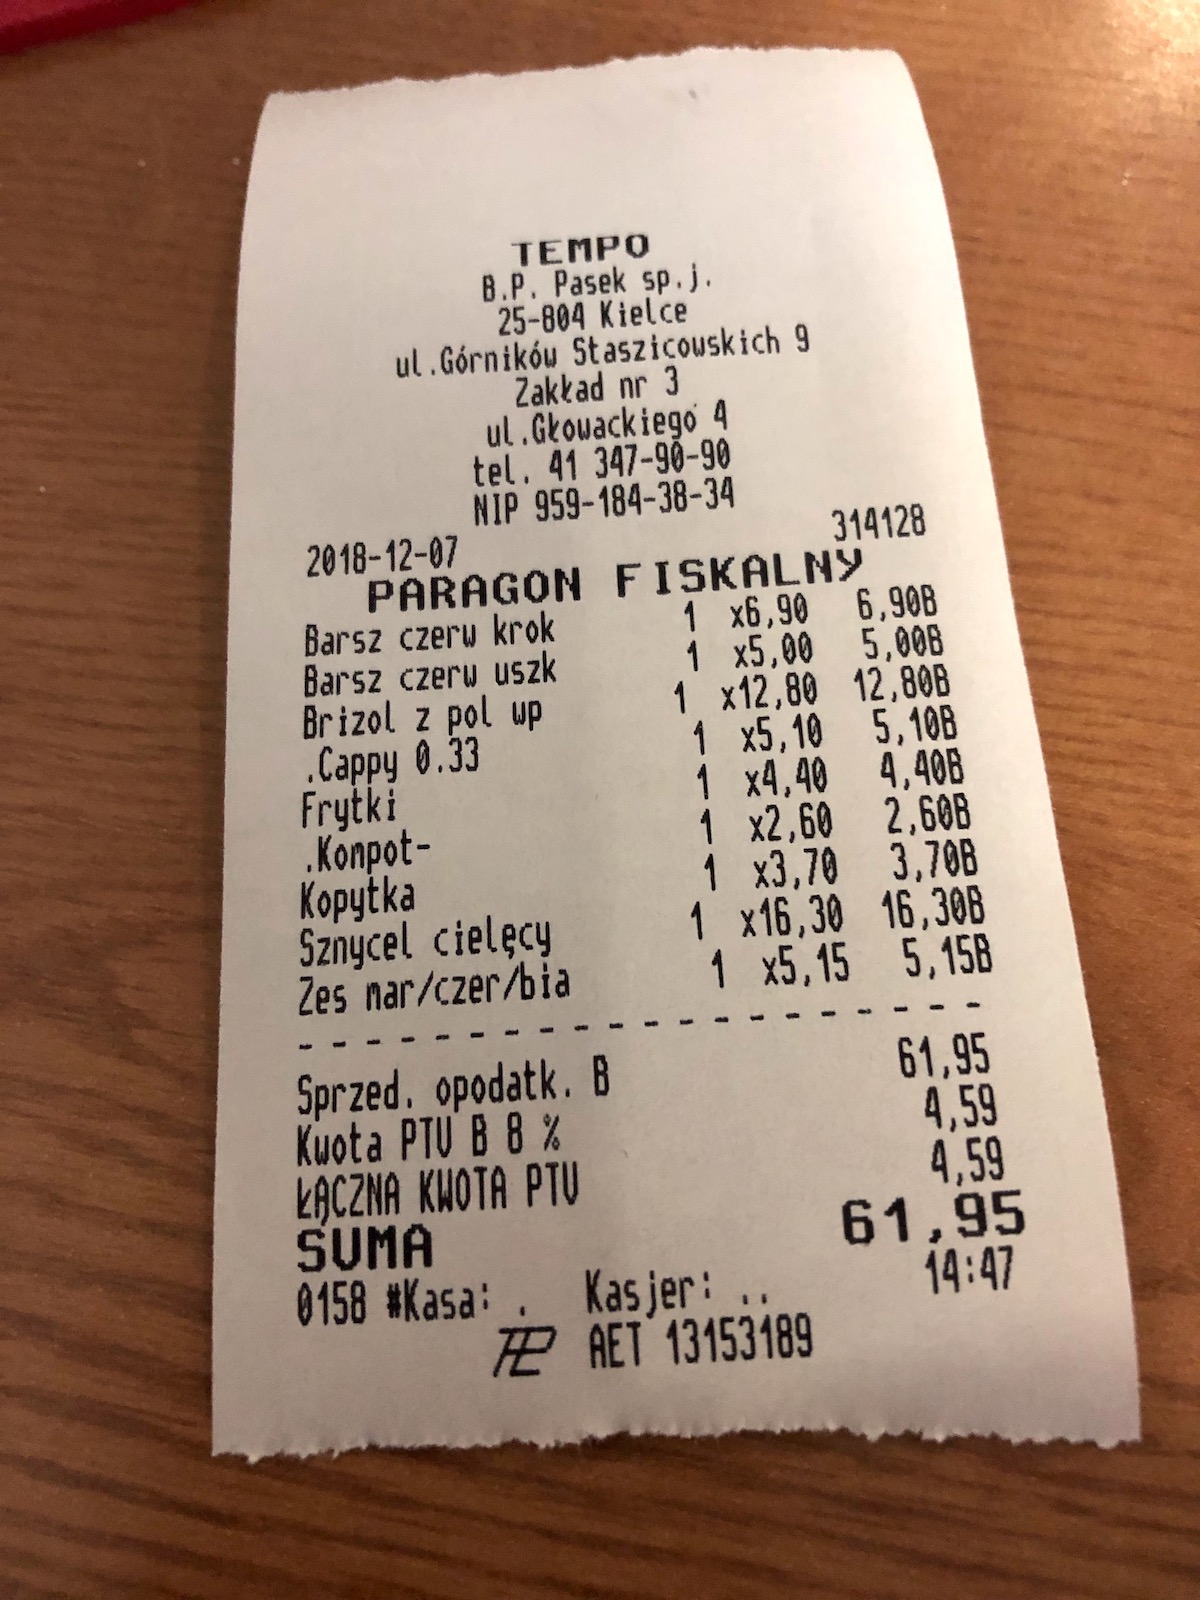 TEMPO
B.P. Pasek sp.j.
25-804 Kielce
ul.Górników Staszicowskich 9
Zakład nr 3
ul.Głowackiego 4
tel. 41 347-90-90
NIP 959-184-38-34
2018-12-07 314128
PARAGON FISKALNY
Barsz czerw krok 1 x6,90 6,90B
Barsz czerw uszk 1 x5,00 5,00B
Brizol z pol wp 1 x12,80 12,80B
.Cappy 0.33 1 x5,10 5,10B
Frytki 1 x4,40 4,40B
.Kompot- 1 x2,60 2,60B
Kopytka 1 x3,70 3,70B
Sznycel cielęcy 1 x16,30 16,30B
Zes mar/czer/bia 1 x5,15 5,15B
- - - - - - - - - - - - - - - - - - - -
Sprzed. opodatk. B 61,95
Kwota PTU B 8 % 4,59
ŁĄCZNA KWOTA PTU 4,59
SUMA 61,95
0158 #Kasa: . Kasjer: .. 14:47
AET 13153189